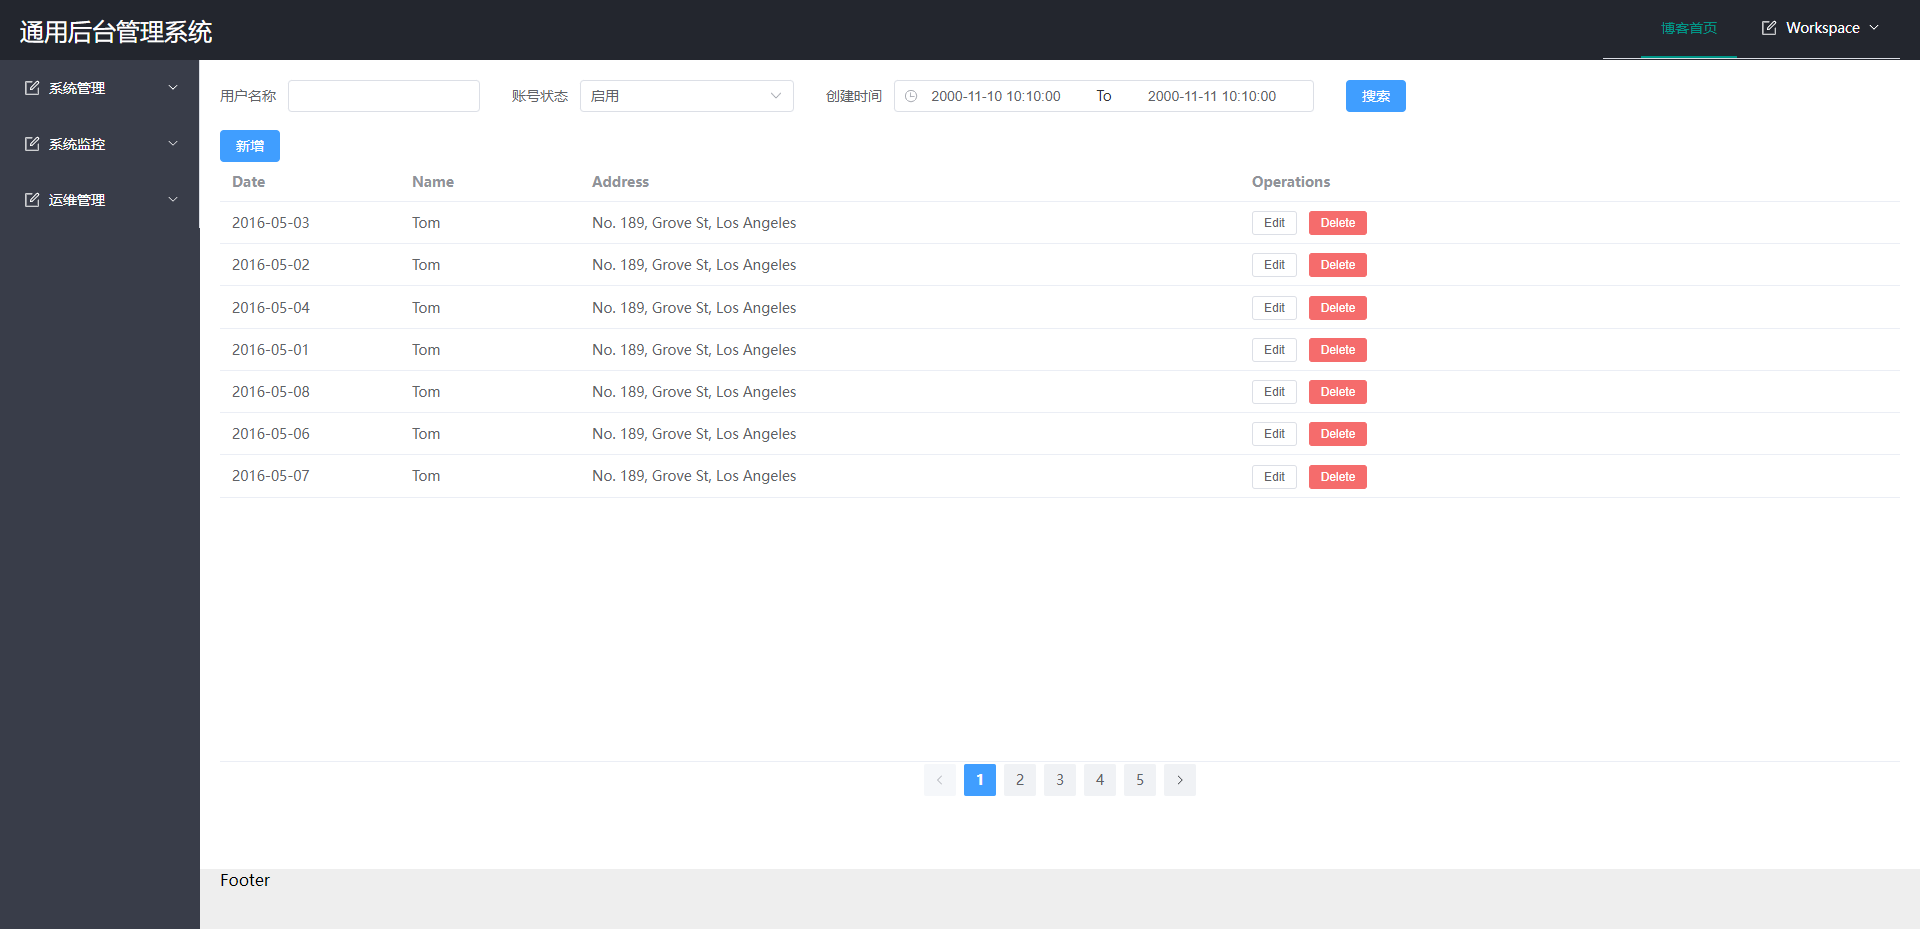 通用后台管理系统
博客首页 Workspace
系统管理
系统监控
运维管理
用户名称 账号状态 启用 创建时间 2000-11-10 10:10:00 To 2000-11-11 10:10:00 搜索
新增
Date Name Address Operations
2016-05-03 Tom No. 189, Grove St, Los Angeles Edit Delete
2016-05-02 Tom No. 189, Grove St, Los Angeles Edit Delete
2016-05-04 Tom No. 189, Grove St, Los Angeles Edit Delete
2016-05-01 Tom No. 189, Grove St, Los Angeles Edit Delete
2016-05-08 Tom No. 189, Grove St, Los Angeles Edit Delete
2016-05-06 Tom No. 189, Grove St, Los Angeles Edit Delete
2016-05-07 Tom No. 189, Grove St, Los Angeles Edit Delete
1 2 3 4 5
Footer